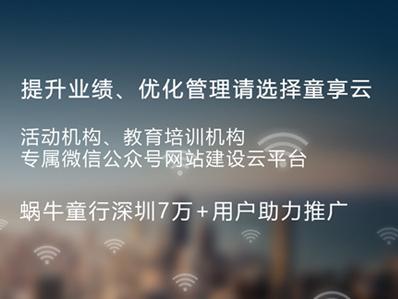 提升业绩、优化管理请选择童享云
活动机构、教育培训机构
专属微信公众号网站建设云平台
蜗牛童行深圳7万+用户助力推广